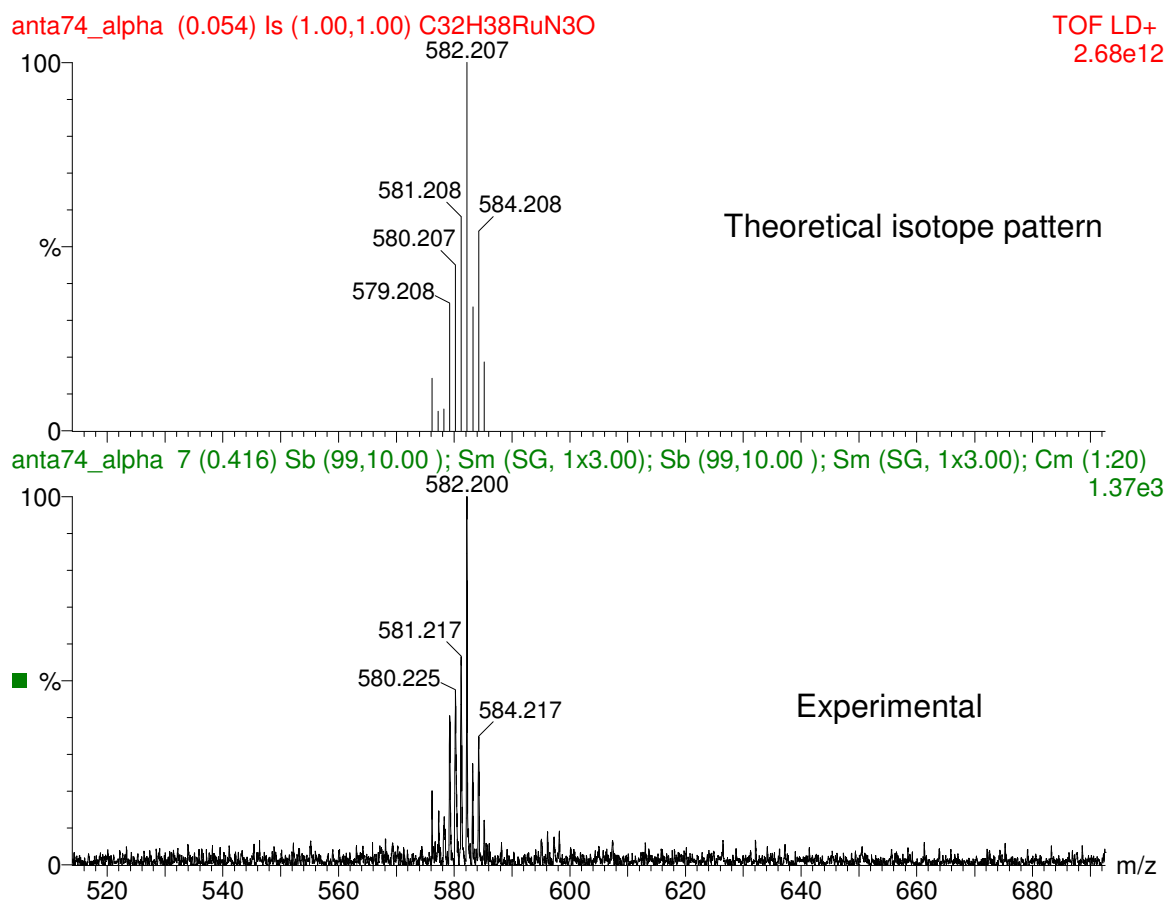 anta74_alpha (0.054) Is (1.00,1.00) C32H38RuN3O
TOF LD+
2.68e12
582.207
100
581.208
584.208
580.207
%
Theoretical isotope pattern
579.208
0
anta74_alpha 7 (0.416) Sb (99,10.00 ); Sm (SG, 1x3.00); Sb (99,10.00 ); Sm (SG, 1x3.00); Cm (1:20)
1.37e3
582.200
100
581.217
580.225
%
584.217
Experimental
0
m/z
520 540 560 580 600 620 640 660 680